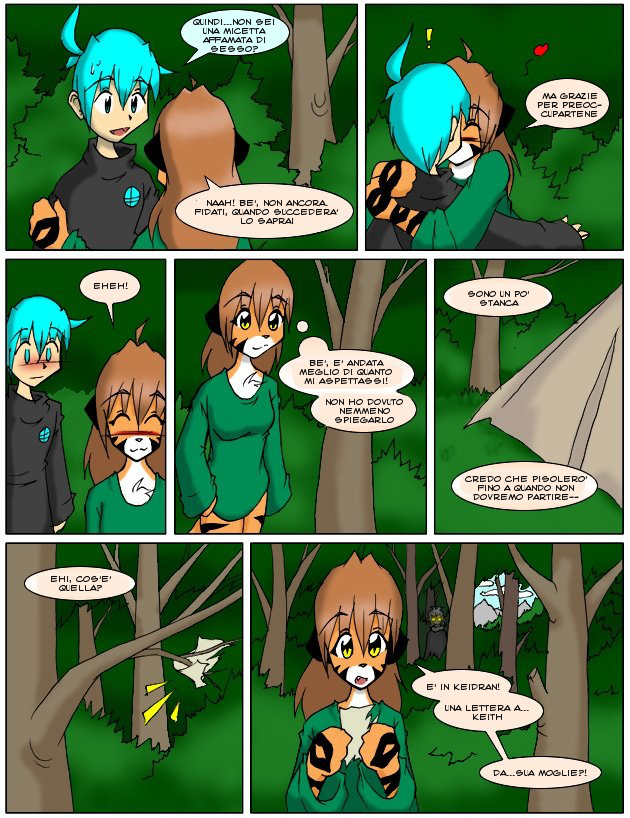 QUINDI...NON SEI
UNA MICETTA
AFFAMATA DI
SESSO?
NAAH! BE', NON ANCORA.
FIDATI, QUANDO SUCCEDERA'
LO SAPRAI
!
MA GRAZIE
PER PREOC-
CUPARTENE
EHEH!
BE', E' ANDATA
MEGLIO DI QUANTO
MI ASPETTASSI!
NON HO DOVUTO
NEMMENO
SPIEGARLO
SONO UN PO'
STANCA
CREDO CHE PISOLERO'
FINO A QUANDO NON
DOVREMO PARTIRE--
EHI, COS'E'
QUELLA?
E' IN KEIDRAN!
UNA LETTERA A...
KEITH
DA...SUA MOGLIE?!